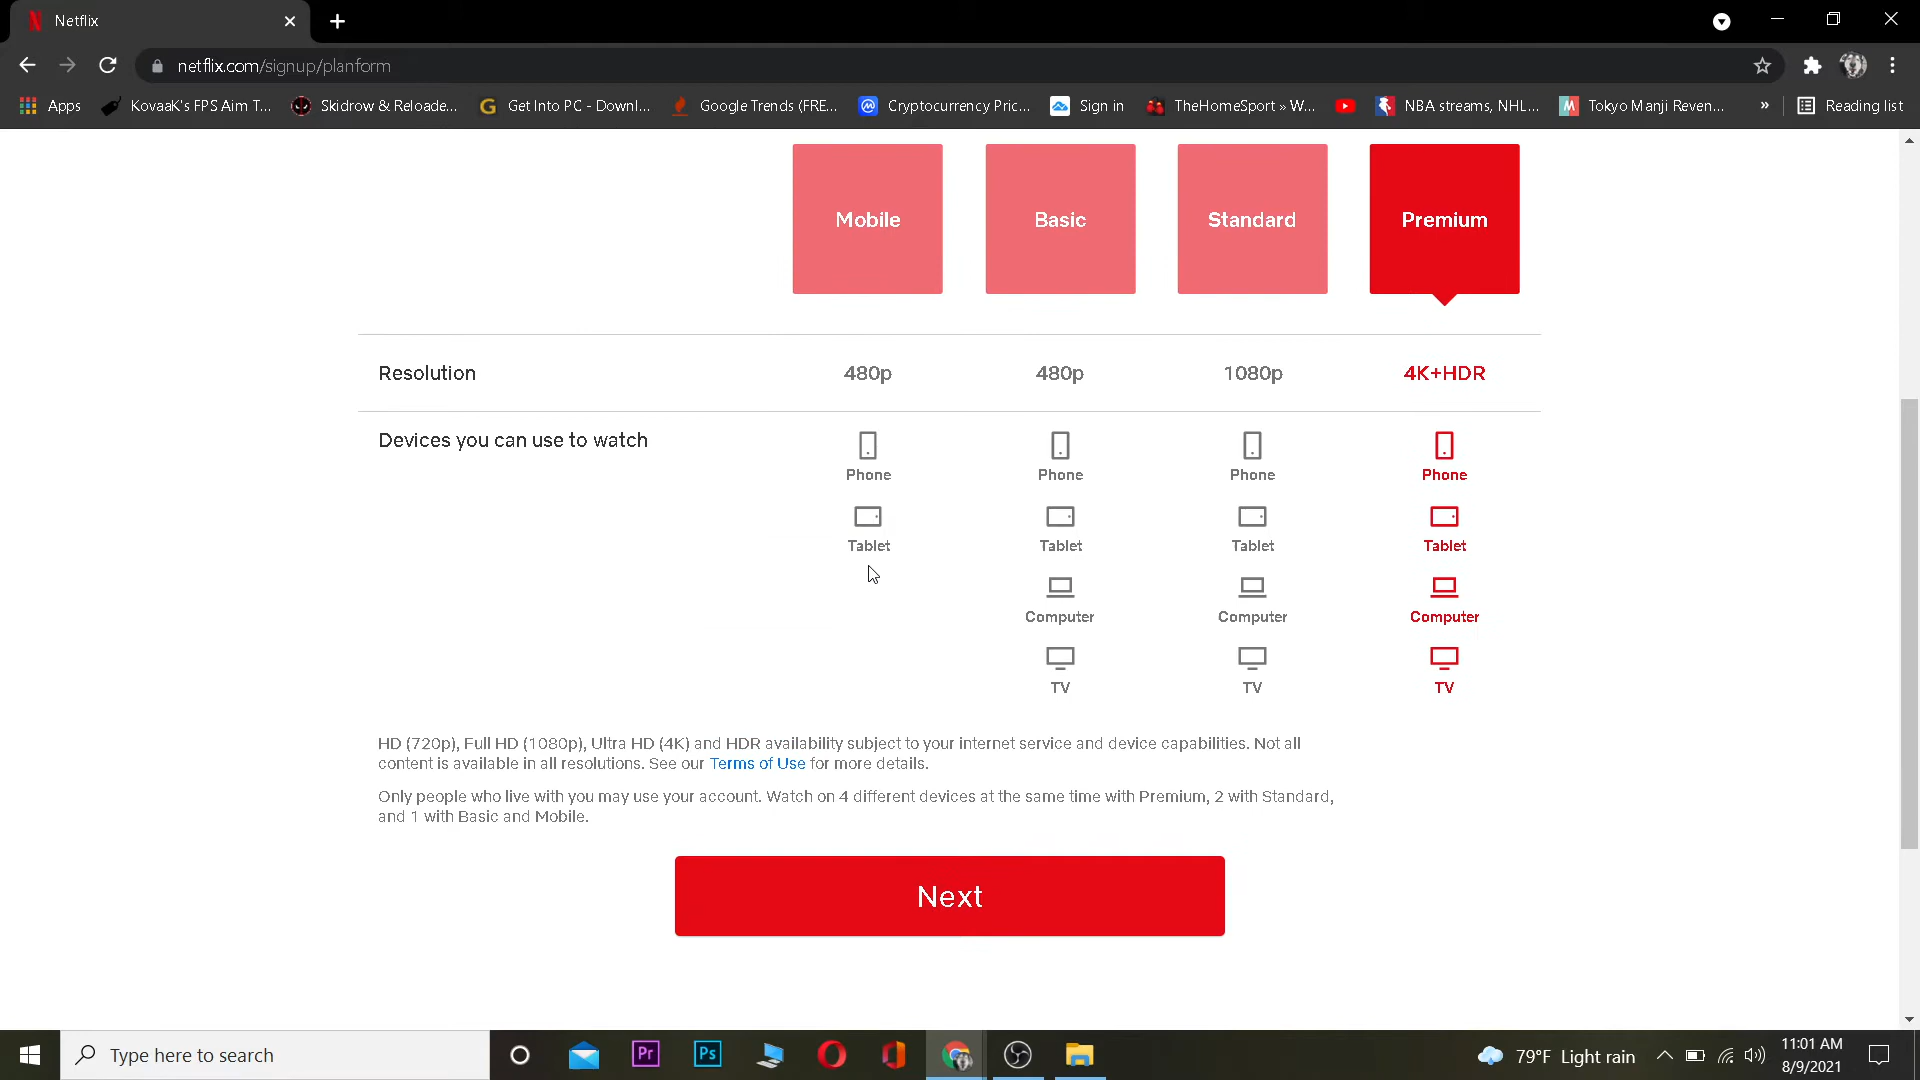 Netflix
netflix.com/signup/planform
Apps KovaaK's FPS Aim T... Skidrow & Reloade... Get Into PC - Downl... Google Trends (FRE... Cryptocurrency Pric... Sign in TheHomeSport » W... NBA streams, NHL... Tokyo Manji Reven... » Reading list
Mobile Basic Standard Premium
Resolution 480p 480p 1080p 4K+HDR
Devices you can use to watch
Phone Phone Phone Phone
Tablet Tablet Tablet Tablet
Computer Computer Computer
TV TV TV
HD (720p), Full HD (1080p), Ultra HD (4K) and HDR availability subject to your internet service and device capabilities. Not all
content is available in all resolutions. See our Terms of Use for more details.
Only people who live with you may use your account. Watch on 4 different devices at the same time with Premium, 2 with Standard,
and 1 with Basic and Mobile.
Next
Type here to search Pr Ps 79°F Light rain 11:01 AM
8/9/2021